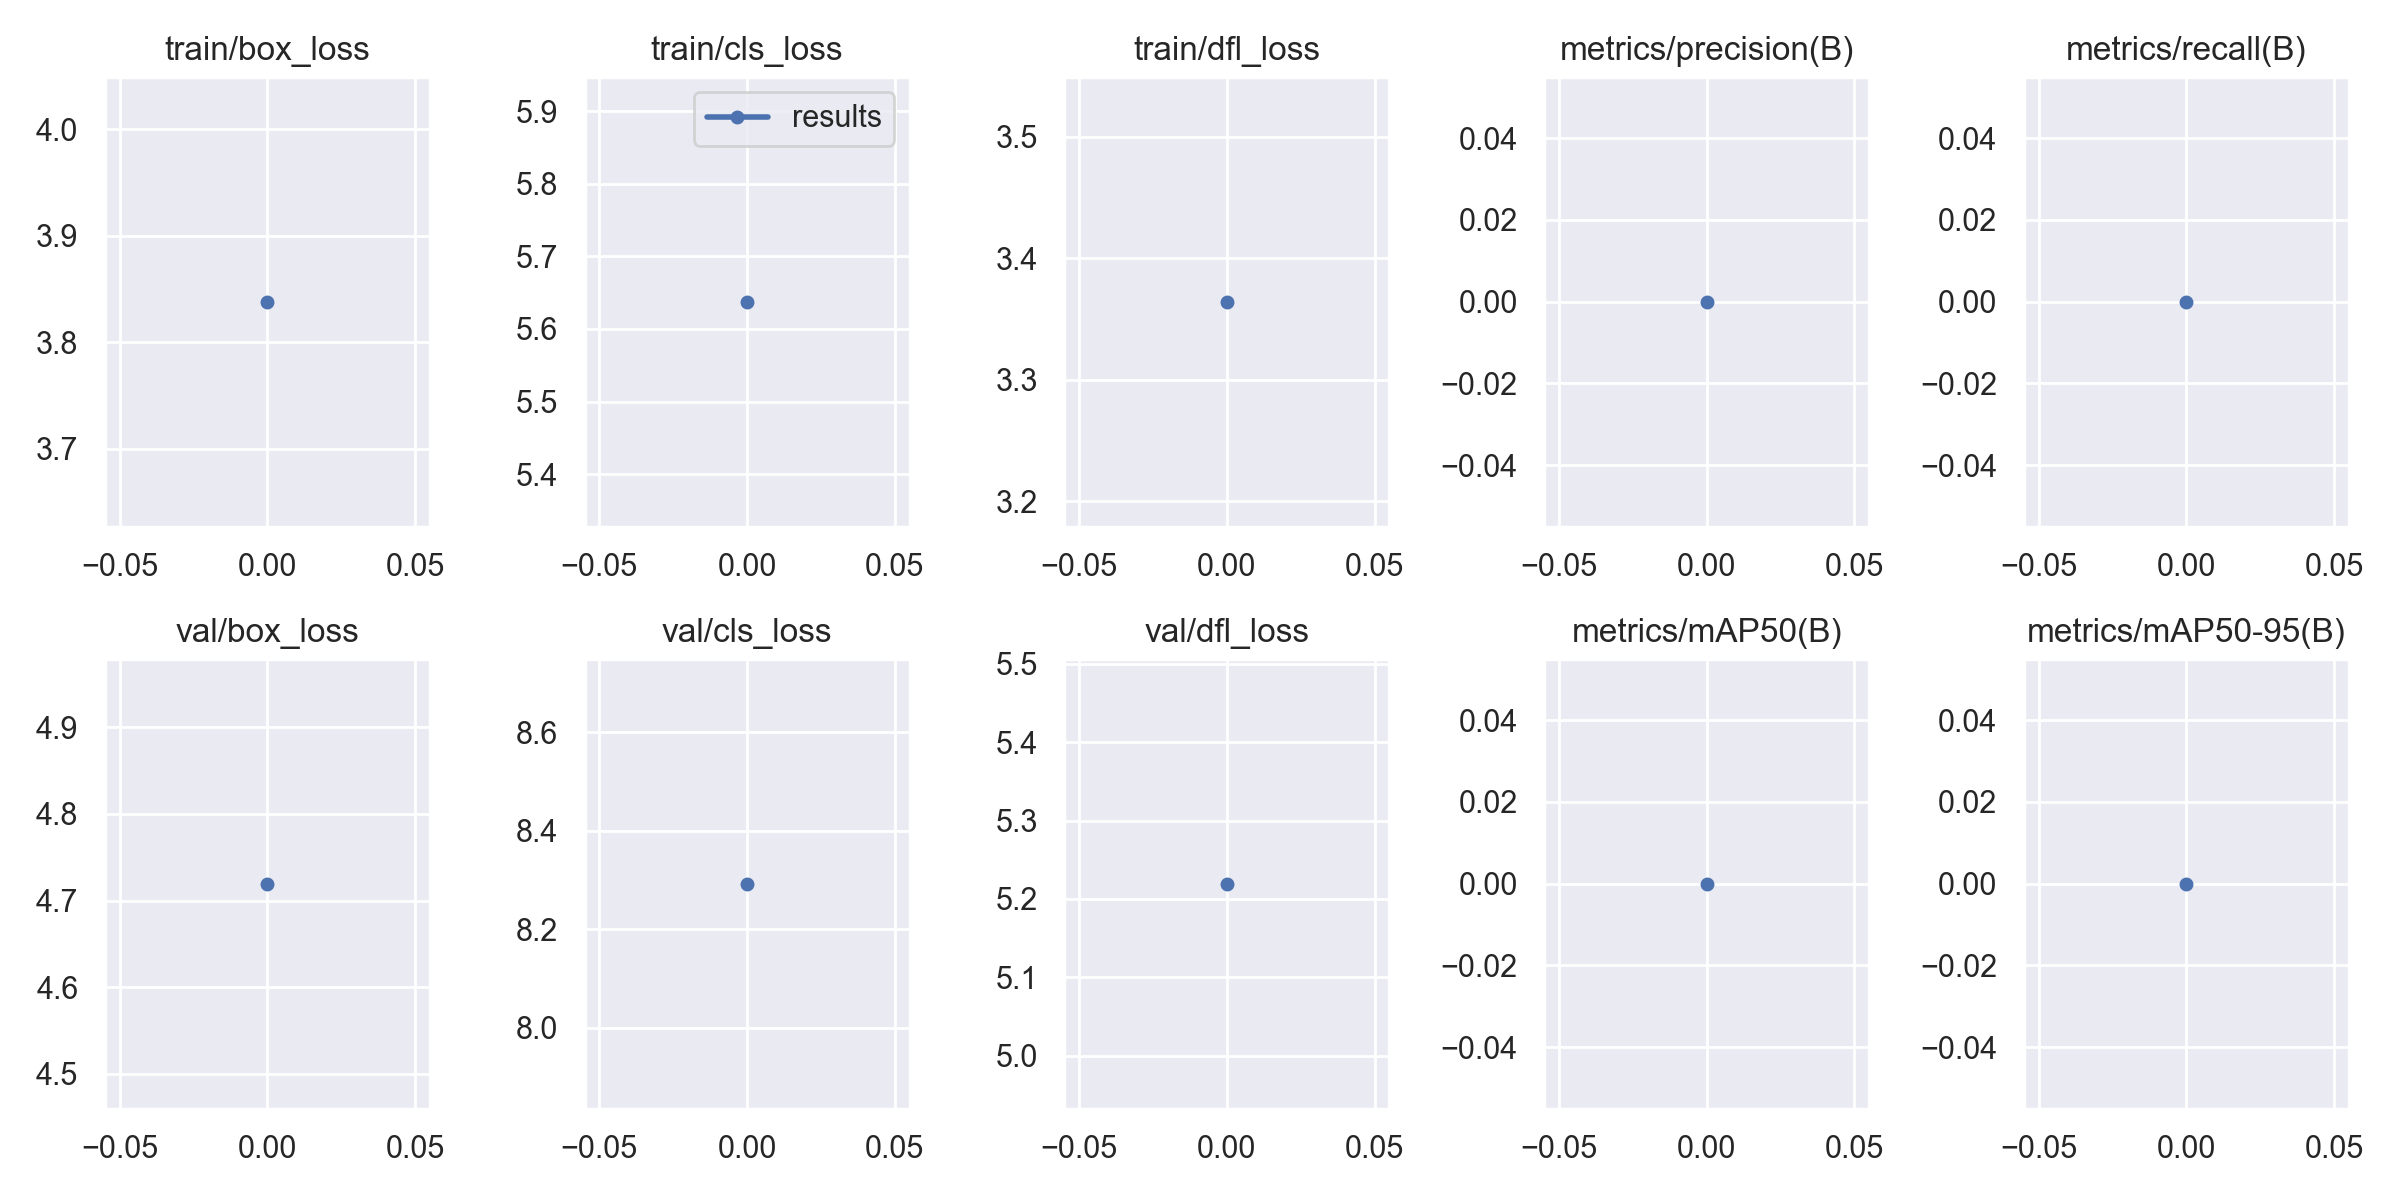 train/box_loss
4.0
3.9
3.8
3.7
−0.05 0.00 0.05
train/cls_loss
results
5.9
5.8
5.7
5.6
5.5
5.4
−0.05 0.00 0.05
train/dfl_loss
3.5
3.4
3.3
3.2
−0.05 0.00 0.05
metrics/precision(B)
0.04
0.02
0.00
−0.02
−0.04
−0.05 0.00 0.05
metrics/recall(B)
0.04
0.02
0.00
−0.02
−0.04
−0.05 0.00 0.05
val/box_loss
4.9
4.8
4.7
4.6
4.5
−0.05 0.00 0.05
val/cls_loss
8.6
8.4
8.2
8.0
−0.05 0.00 0.05
val/dfl_loss
5.5
5.4
5.3
5.2
5.1
5.0
−0.05 0.00 0.05
metrics/mAP50(B)
0.04
0.02
0.00
−0.02
−0.04
−0.05 0.00 0.05
metrics/mAP50-95(B)
0.04
0.02
0.00
−0.02
−0.04
−0.05 0.00 0.05